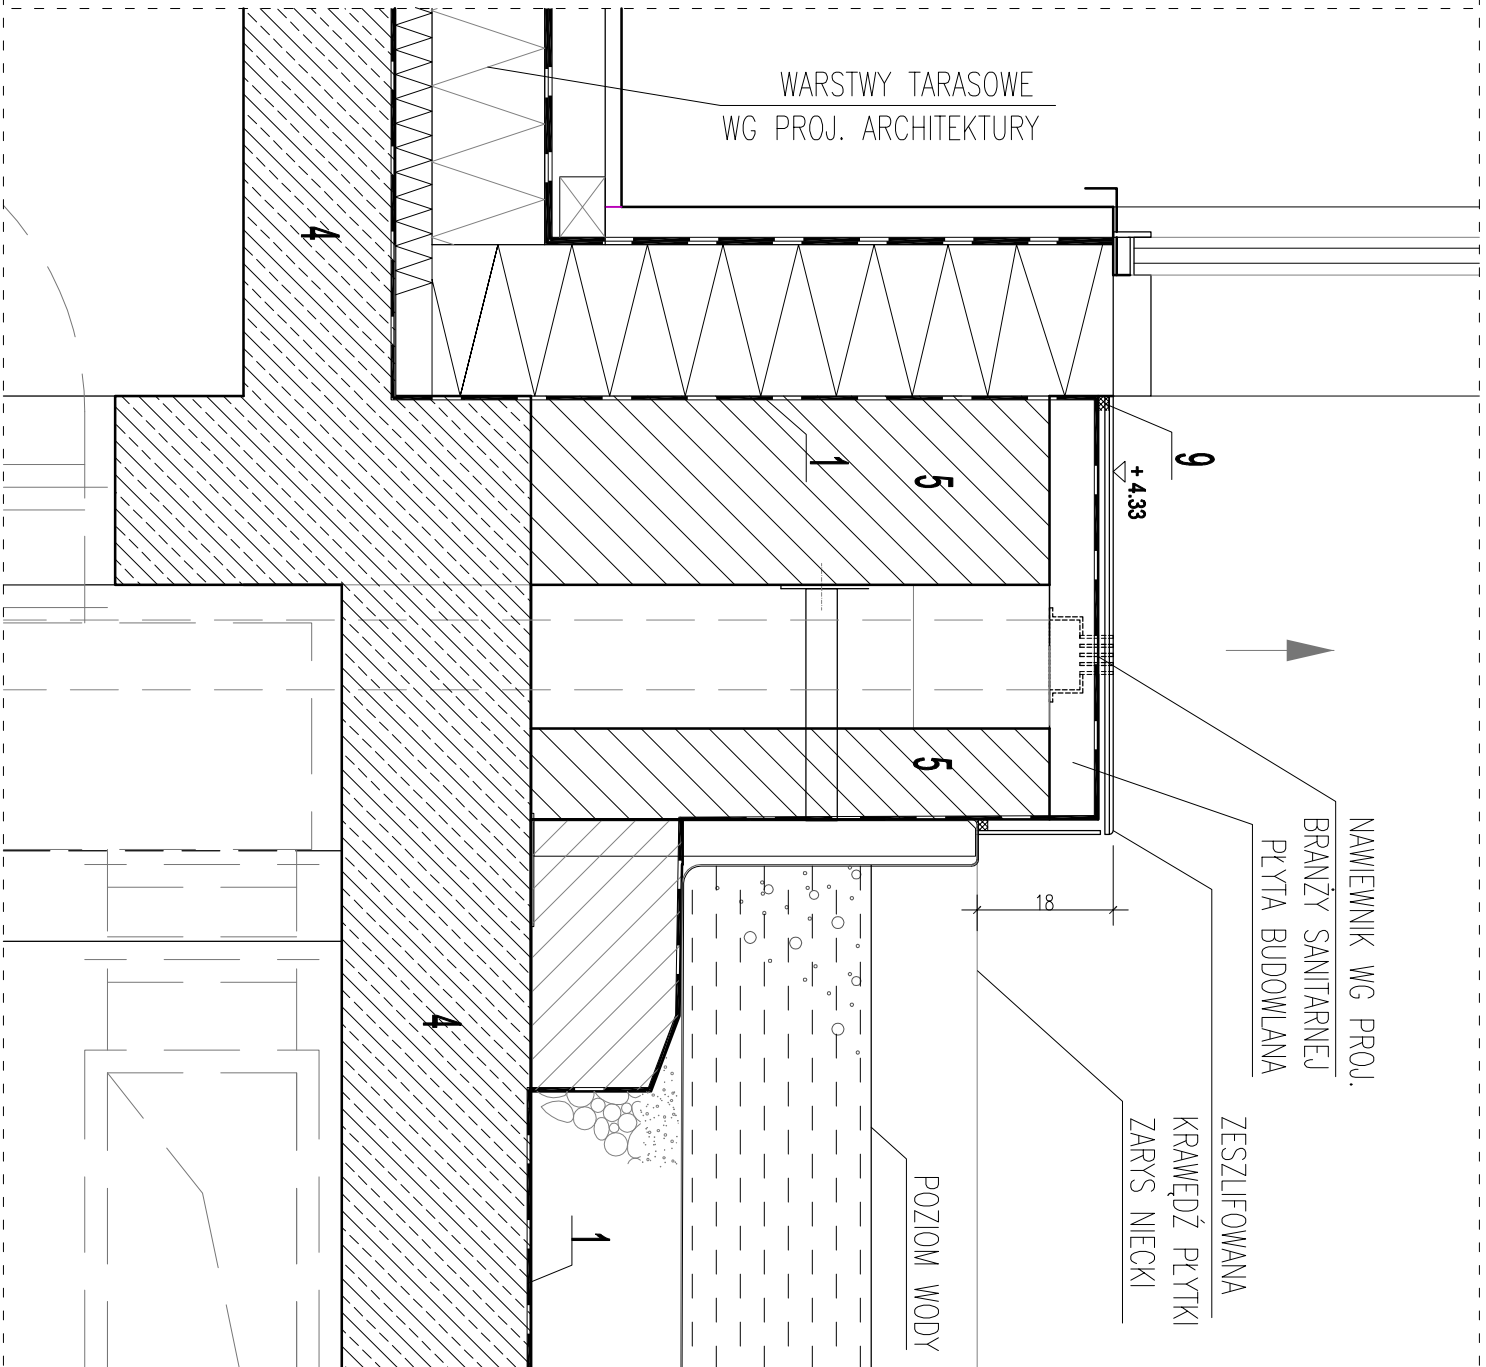 WARSTWY TARASOWE
WG PROJ. ARCHITEKTURY
4
1
5
9
+ 4.33
5
NAWIEWNIK WG PROJ.
BRANŻY SANITARNEJ
PŁYTA BUDOWLANA
18
4
ZESZLIFOWANA
KRAWĘDŹ PŁYTKI
ZARYS NIECKI
POZIOM WODY
1